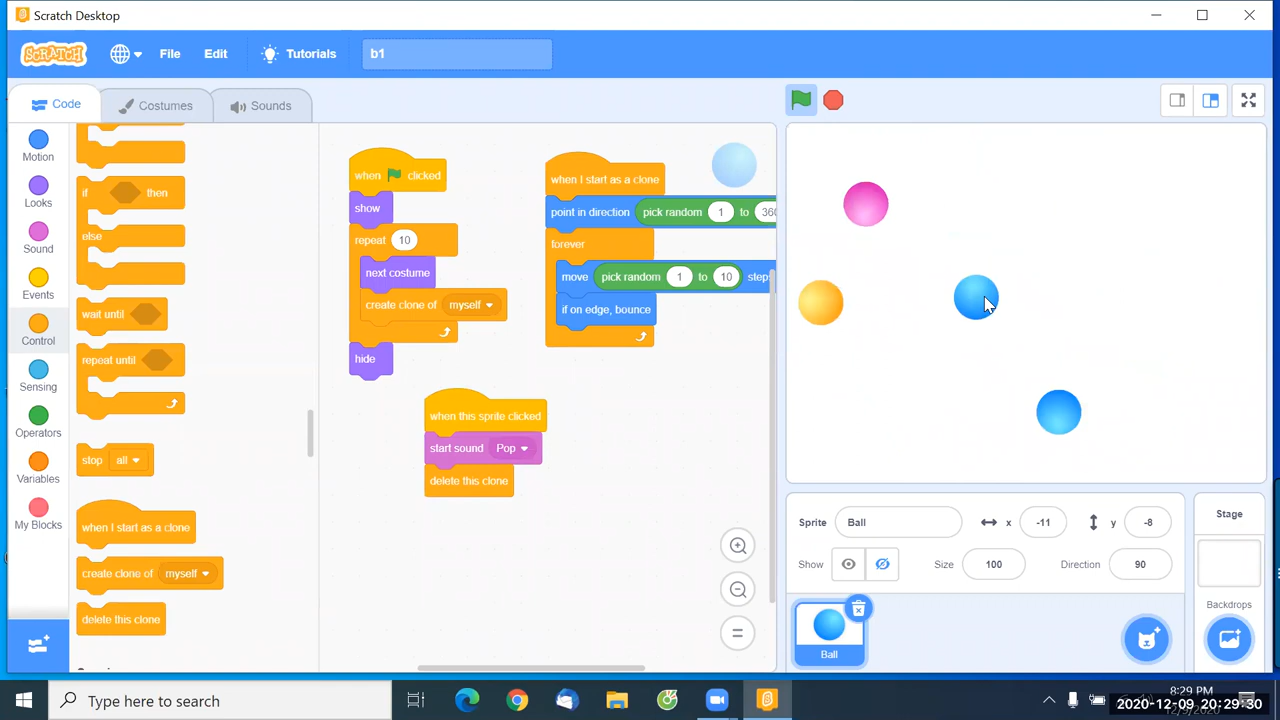 Scratch Desktop
SCRATCH File Edit Tutorials b1
Code Costumes Sounds
Motion
Looks
Sound
Events
Control
Sensing
Operators
Variables
My Blocks
if then
else
wait until
repeat until
stop all
when I start as a clone
create clone of myself
delete this clone
when clicked
show
repeat 10
next costume
create clone of myself
hide
when I start as a clone
point in direction pick random 1 to 360
forever
move pick random 1 to 10 steps
if on edge, bounce
when this sprite clicked
start sound Pop
delete this clone
Sprite Ball x -11 y -8
Show Size 100 Direction 90
Ball
Stage
Backdrops
Type here to search
8:29 PM
2020-12-09 20:29:30